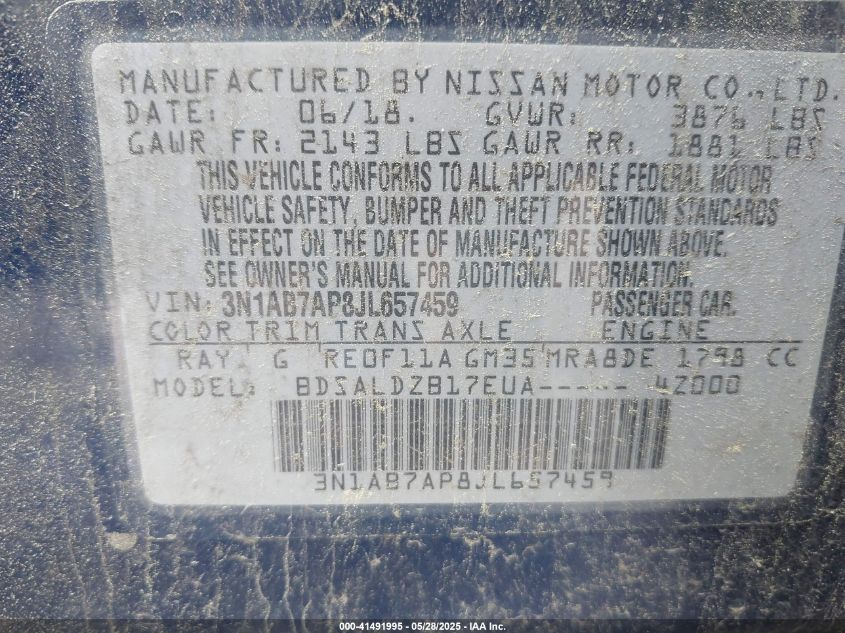 MANUFACTURED BY NISSAN MOTOR CO., LTD.
DATE: 06/18. GVWR: 3876 LBS
GAWR FR: 2143 LBS GAWR RR: 1881 LBS
THIS VEHICLE CONFORMS TO ALL APPLICABLE FEDERAL MOTOR
VEHICLE SAFETY, BUMPER AND THEFT PREVENTION STANDARDS
IN EFFECT ON THE DATE OF MANUFACTURE SHOWN ABOVE.
SEE OWNER'S MANUAL FOR ADDITIONAL INFORMATION.
VIN: 3N1AB7AP8JL657459 PASSENGER CAR.
COLOR TRIM TRANS AXLE ENGINE
RAY G RE0F11A GM35 MRA8DE 1798 CC
MODEL: BDSALDZB17EUA----- 4Z000
3N1AB7AP8JL657459
000-41491995 - 05/28/2025 - IAA Inc.